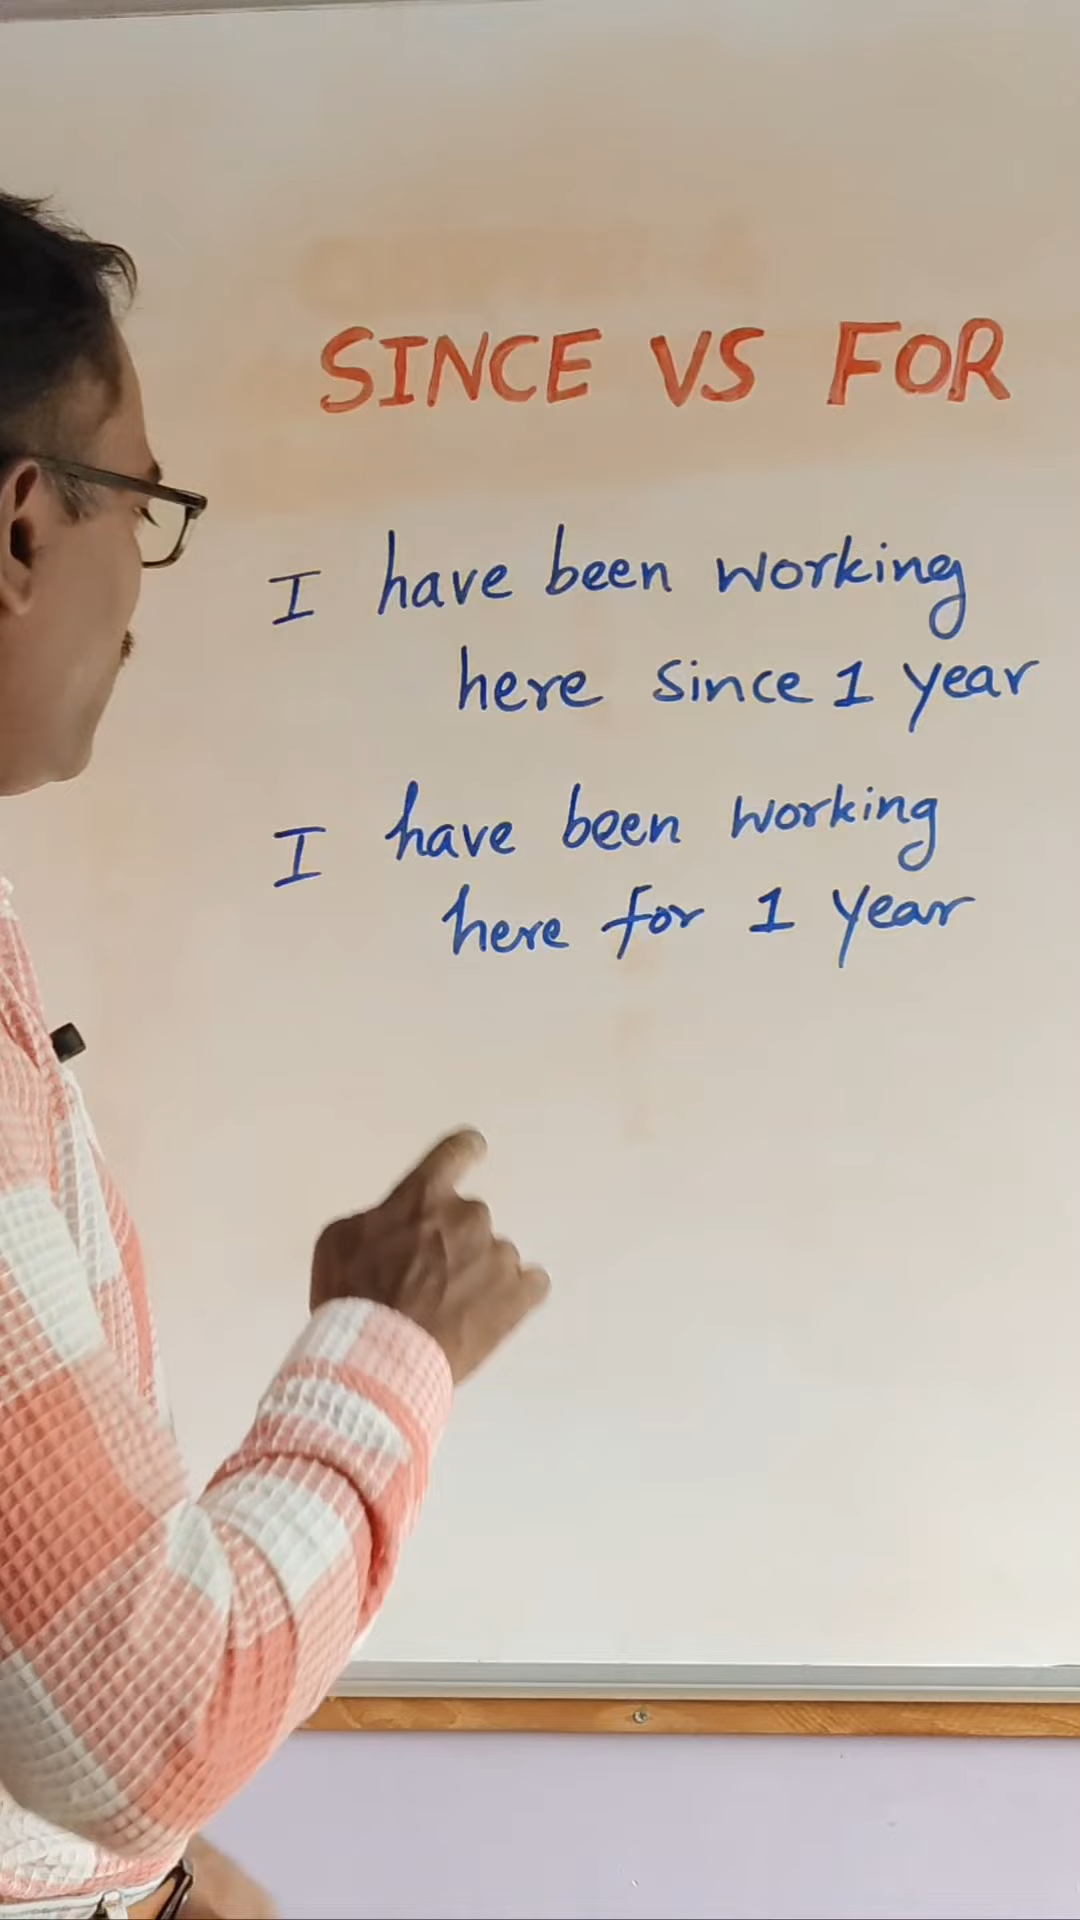 SINCE VS FOR
I have been working
here since 1 year
I have been working
here for 1 year